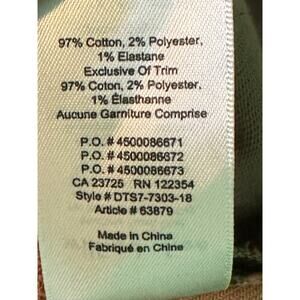 97% Cotton, 2% Polyester,
1% Elastane
Exclusive Of Trim
97% Coton, 2% Polyester,
1% Élasthanne
Aucune Garniture Comprise
P.O. # 4500086671
P.O. # 4500086672
P.O. # 4500086673
CA 23725 RN 122354
Style # DTS7-7303-18
Article # 63879
Made in China
Fabriqué en Chine